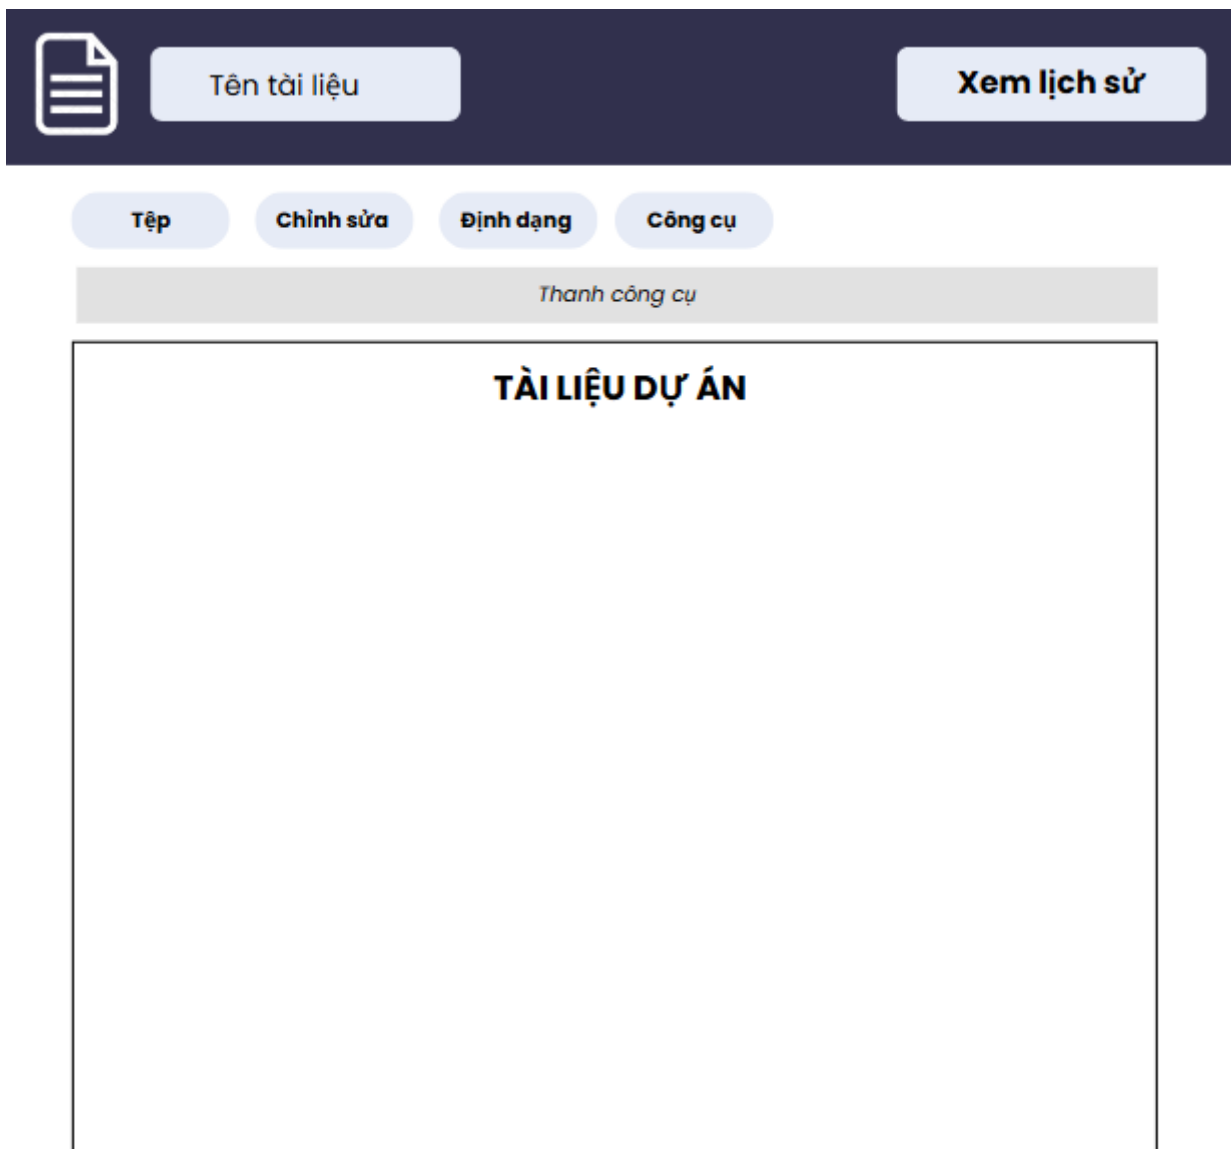 Tên tài liệu
Xem lịch sử
Tệp
Chỉnh sửa
Định dạng
Công cụ
Thanh công cụ
TÀI LIỆU DỰ ÁN